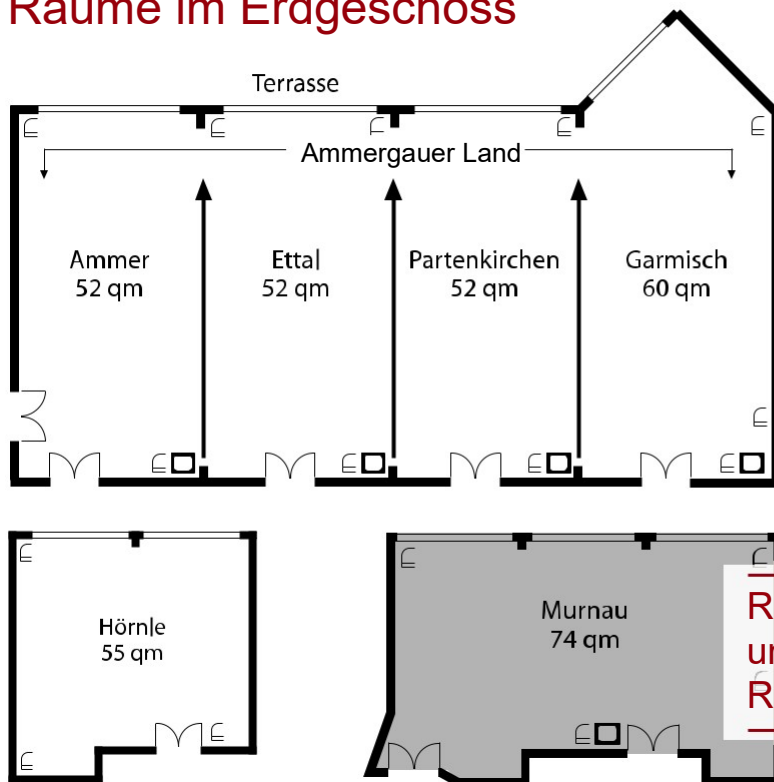 Räume im Erdgeschoss
Terrasse
Ammergauer Land
Ammer
52 qm
Ettal
52 qm
Partenkirchen
52 qm
Garmisch
60 qm
Hörnle
55 qm
Murnau
74 qm